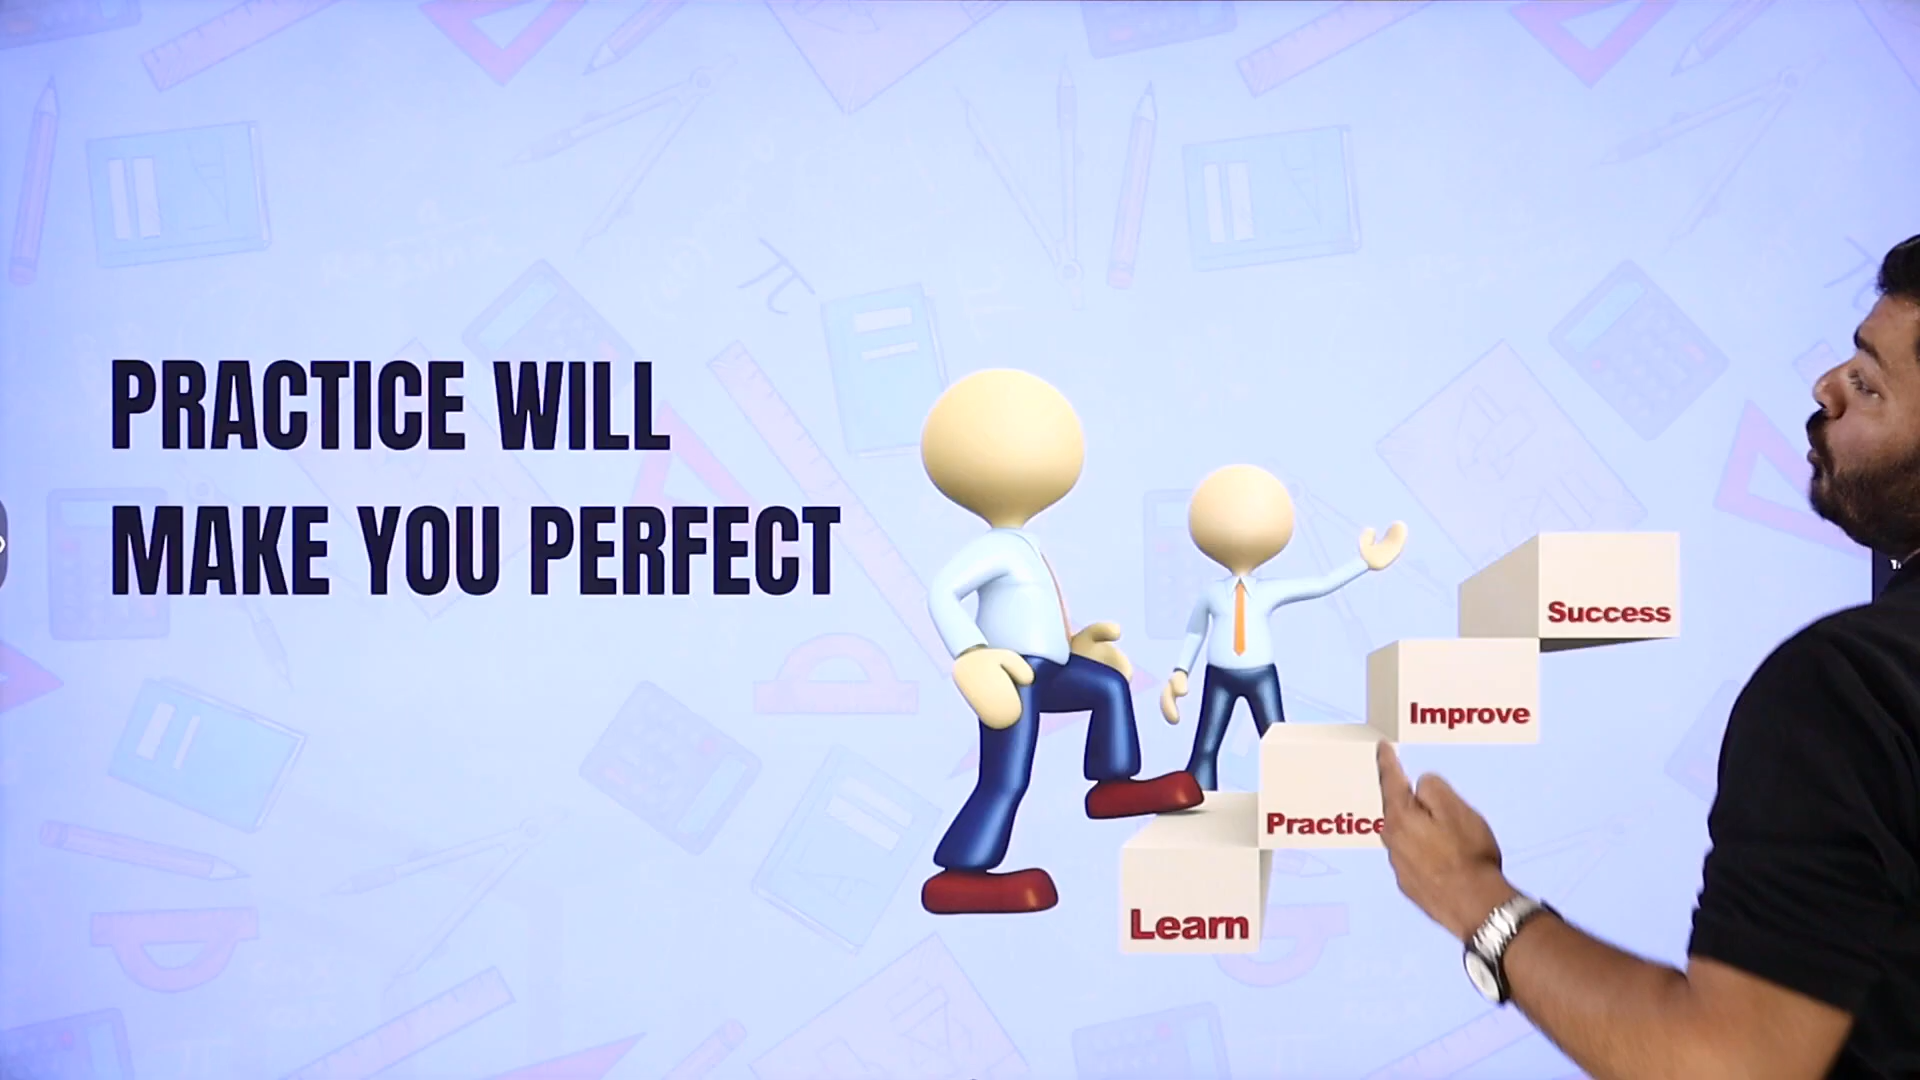 PRACTICE WILL
MAKE YOU PERFECT
Success
Improve
Practice
Learn
π